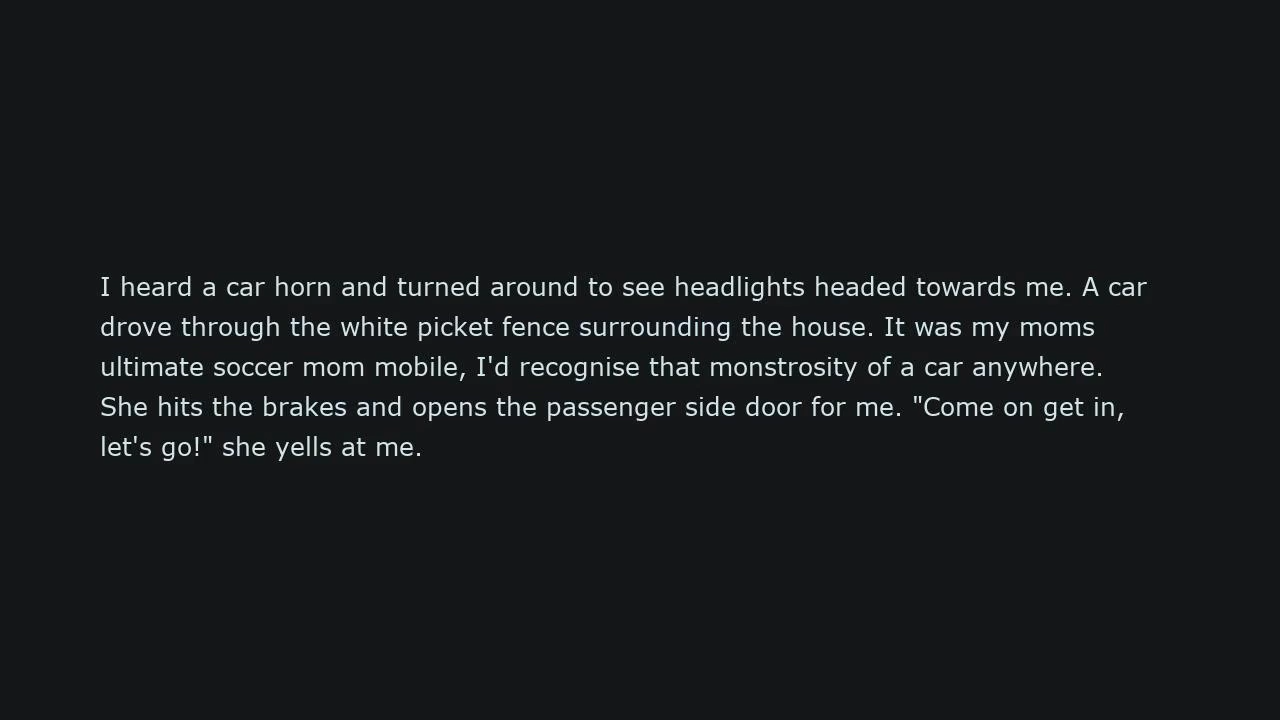 I heard a car horn and turned around to see headlights headed towards me. A car
drove through the white picket fence surrounding the house. It was my moms
ultimate soccer mom mobile, I'd recognise that monstrosity of a car anywhere.
She hits the brakes and opens the passenger side door for me. "Come on get in,
let's go!" she yells at me.